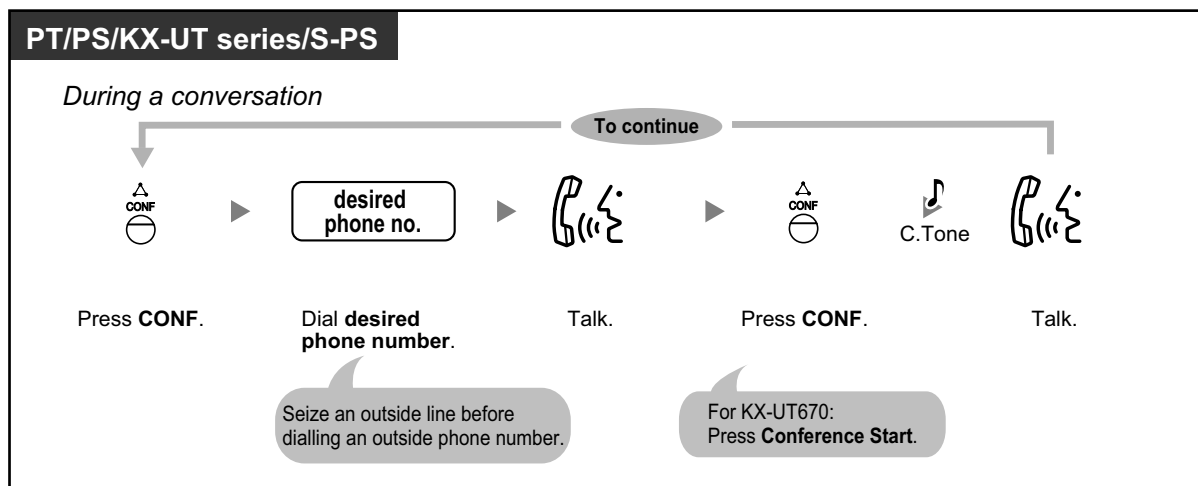 PT/PS/KX-UT series/S-PS
During a conversation
To continue
CONF
desired
phone no.
CONF
C.Tone
Press CONF.
Dial desired
phone number.
Talk.
Press CONF.
Talk.
Seize an outside line before
dialling an outside phone number.
For KX-UT670:
Press Conference Start.